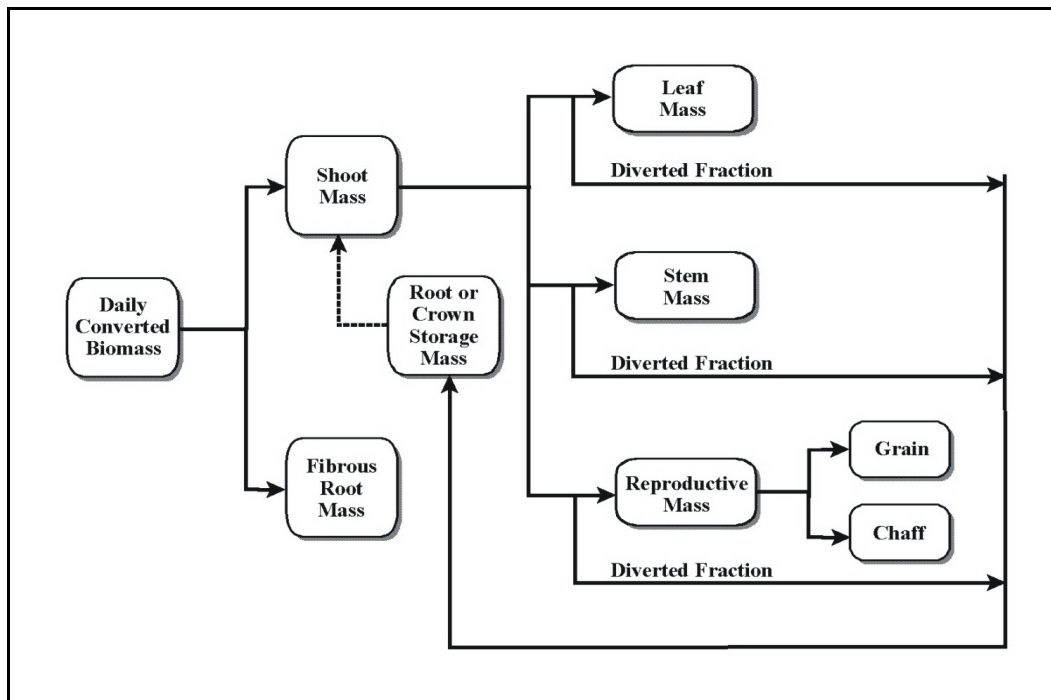 Leaf
Mass
Diverted Fraction
Shoot
Mass
Stem
Mass
Root or
Crown
Storage
Mass
Daily
Converted
Biomass
Diverted Fraction
Fibrous
Root
Mass
Reproductive
Mass
Grain
Chaff
Diverted Fraction